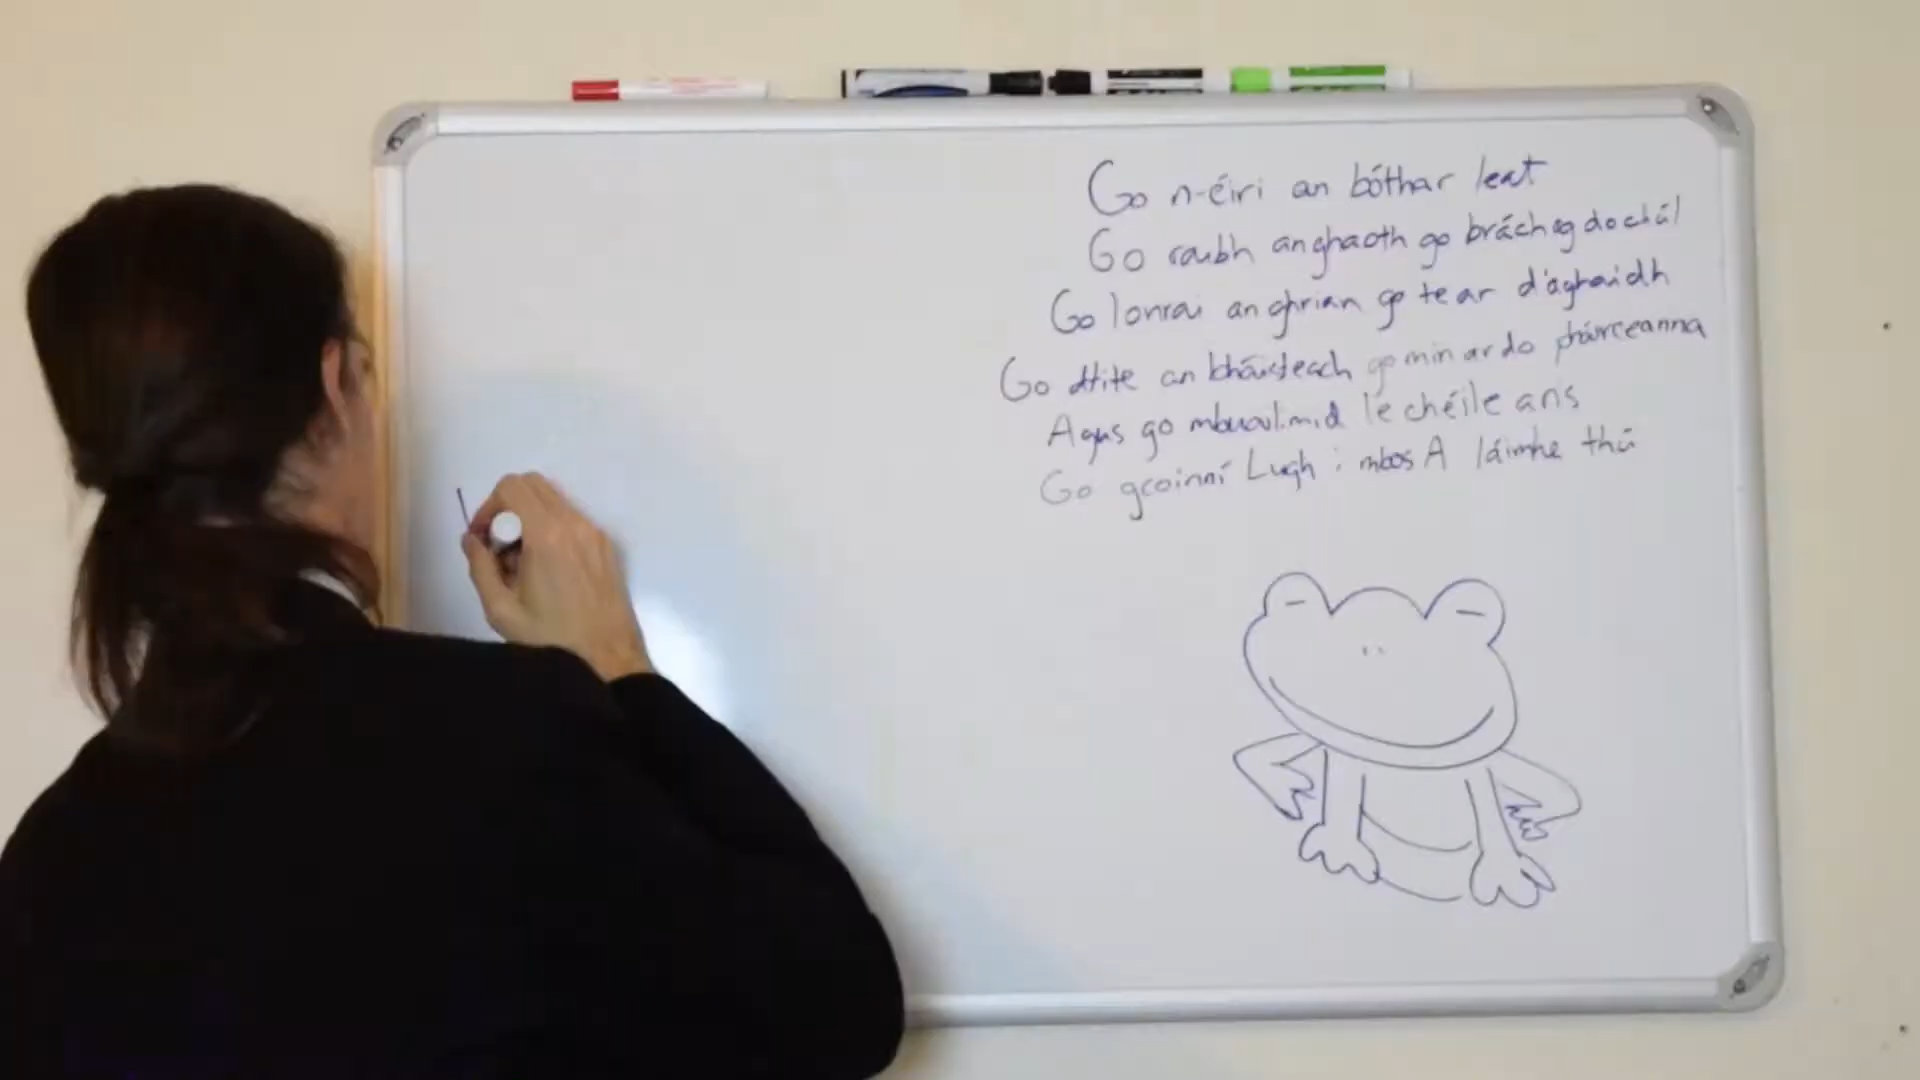 Go n-éiri an bóthar leat
Go raibh an ghaoth go brách ag do chúl
Go lonrai an ghrian go te ar d'aghaidh
Go dtite an bháisteach go mín ar do pháirceanna
Agus go mbuailimid le chéile arís
Go gcoinní Lugh i mbos A láimhe thú